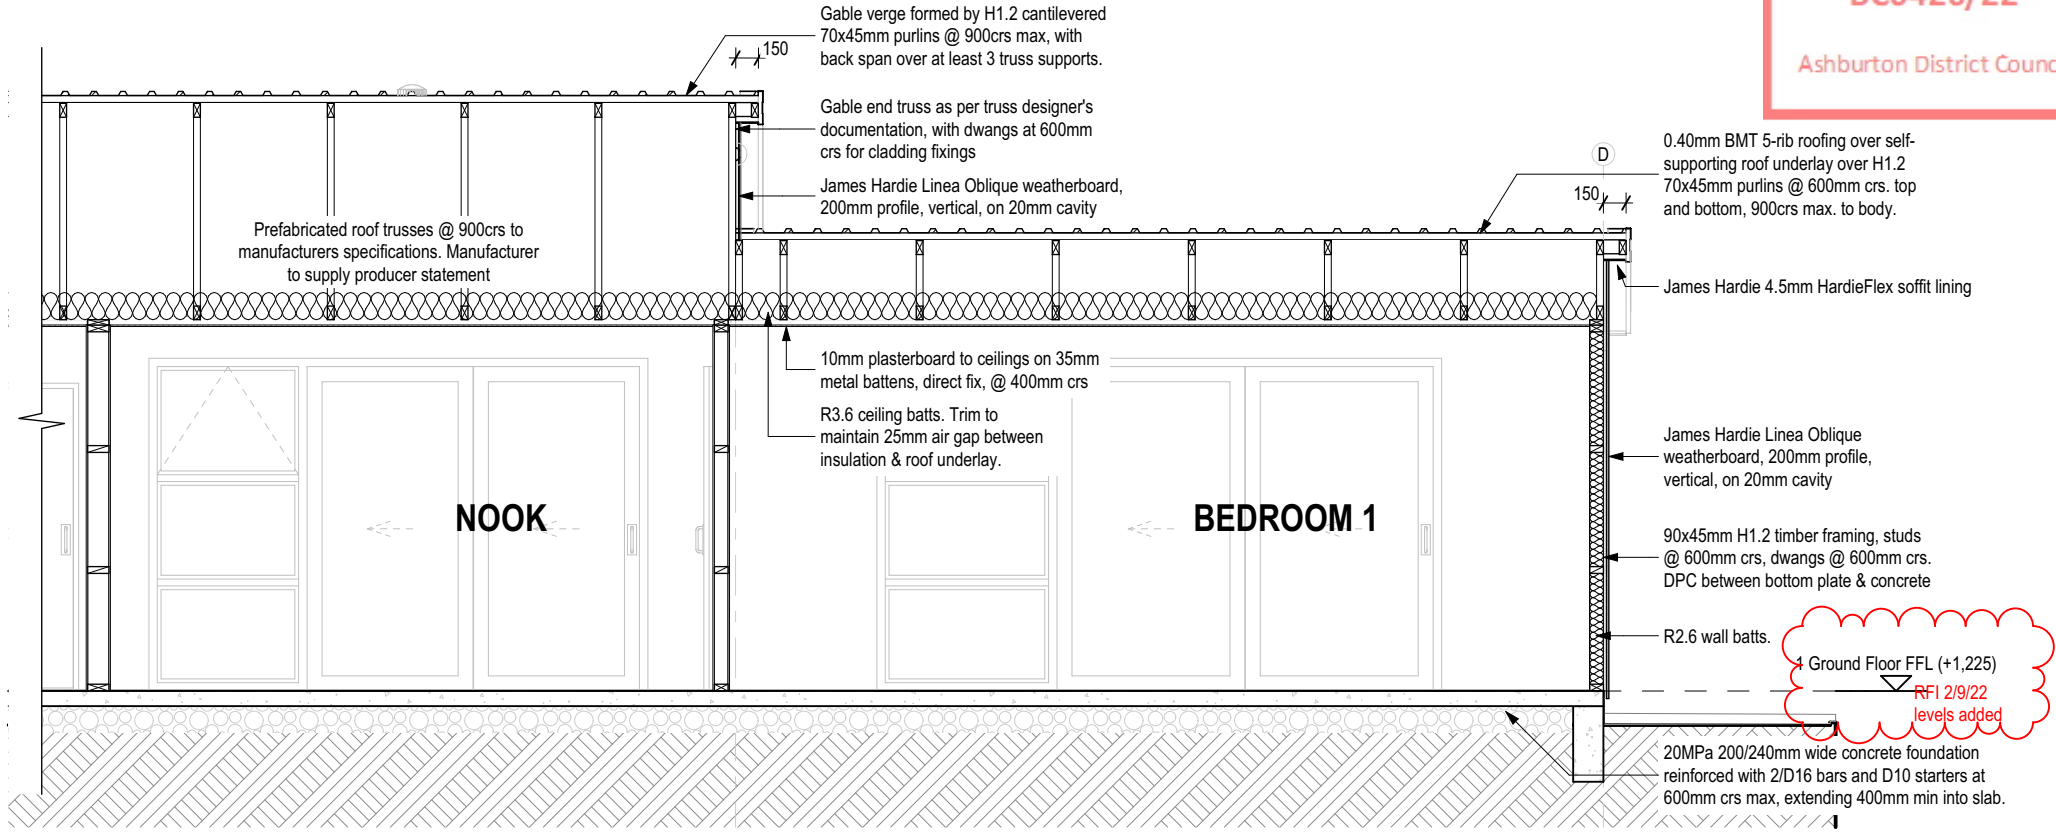 Gable verge formed by H1.2 cantilevered
70x45mm purlins @ 900crs max, with
back span over at least 3 truss supports.
150
Gable end truss as per truss designer's
documentation, with dwangs at 600mm
crs for cladding fixings
James Hardie Linea Oblique weatherboard,
200mm profile, vertical, on 20mm cavity
Prefabricated roof trusses @ 900crs to
manufacturers specifications. Manufacturer
to supply producer statement
10mm plasterboard to ceilings on 35mm
metal battens, direct fix, @ 400mm crs
R3.6 ceiling batts. Trim to
maintain 25mm air gap between
insulation & roof underlay.
NOOK
BEDROOM 1
Ashburton District Counc
D
150
0.40mm BMT 5-rib roofing over self-
supporting roof underlay over H1.2
70x45mm purlins @ 600mm crs. top
and bottom, 900crs max. to body.
James Hardie 4.5mm HardieFlex soffit lining
James Hardie Linea Oblique
weatherboard, 200mm profile,
vertical, on 20mm cavity
90x45mm H1.2 timber framing, studs
@ 600mm crs, dwangs @ 600mm crs.
DPC between bottom plate & concrete
R2.6 wall batts.
1 Ground Floor FFL (+1,225)
RFI 2/9/22
levels added
20MPa 200/240mm wide concrete foundation
reinforced with 2/D16 bars and D10 starters at
600mm crs max, extending 400mm min into slab.